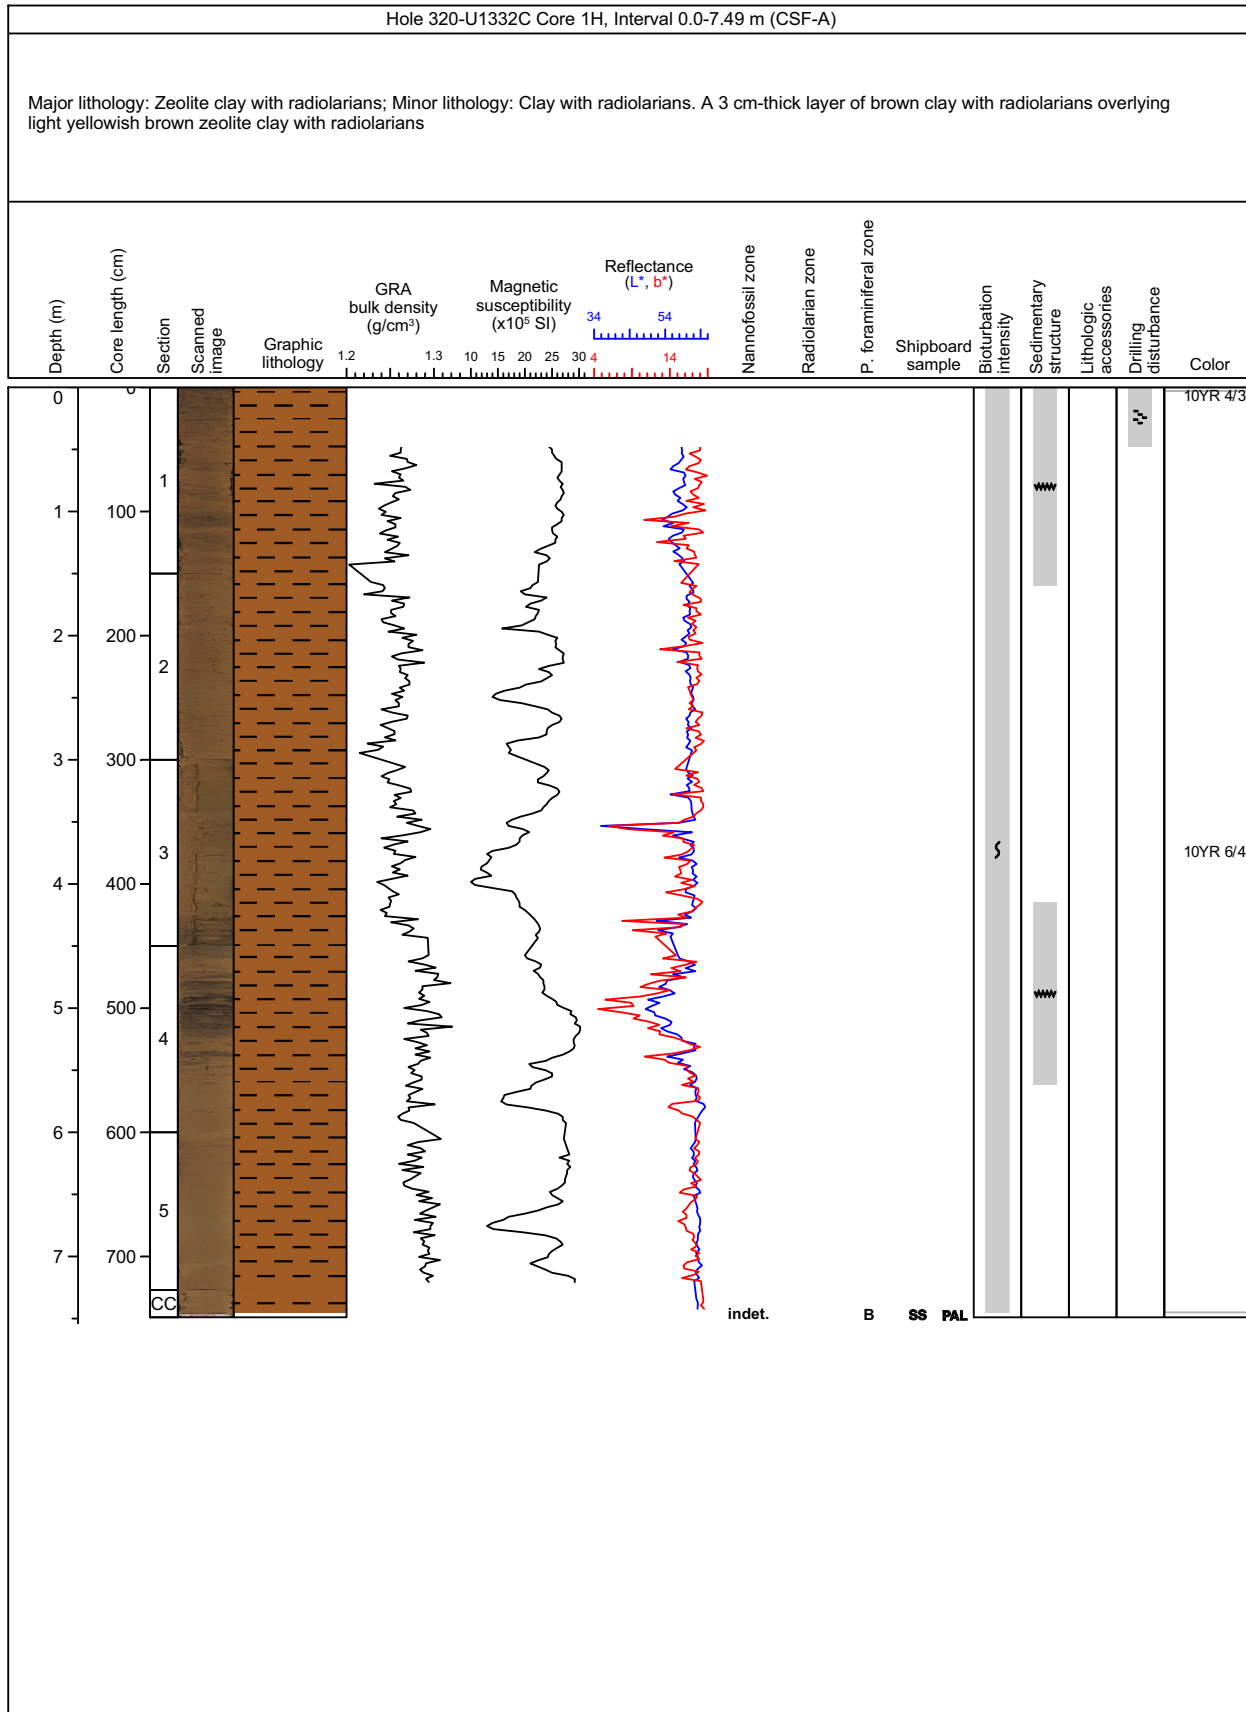 Hole 320-U1332C Core 1H, Interval 0.0-7.49 m (CSF-A)
Major lithology: Zeolite clay with radiolarians; Minor lithology: Clay with radiolarians. A 3 cm-thick layer of brown clay with radiolarians overlying
light yellowish brown zeolite clay with radiolarians
Depth (m)
Core length (cm)
Section
Scanned
image
Graphic
lithology
GRA
bulk density
(g/cm³)
1.2 1.3
Magnetic
susceptibility
(x10⁵ SI)
10 15 20 25 30
Reflectance
(L*, b*)
34 54
4 14
Nannofossil zone
Radiolarian zone
P. foraminiferal zone
Shipboard
sample
Bioturbation
intensity
Sedimentary
structure
Lithologic
accessories
Drilling
disturbance
Color
0 0 10YR 4/3
1
1 100
2 200
2
3 300
3 10YR 6/4
4 400
5 500
4
6 600
5
7 700
CC
indet. B SS PAL